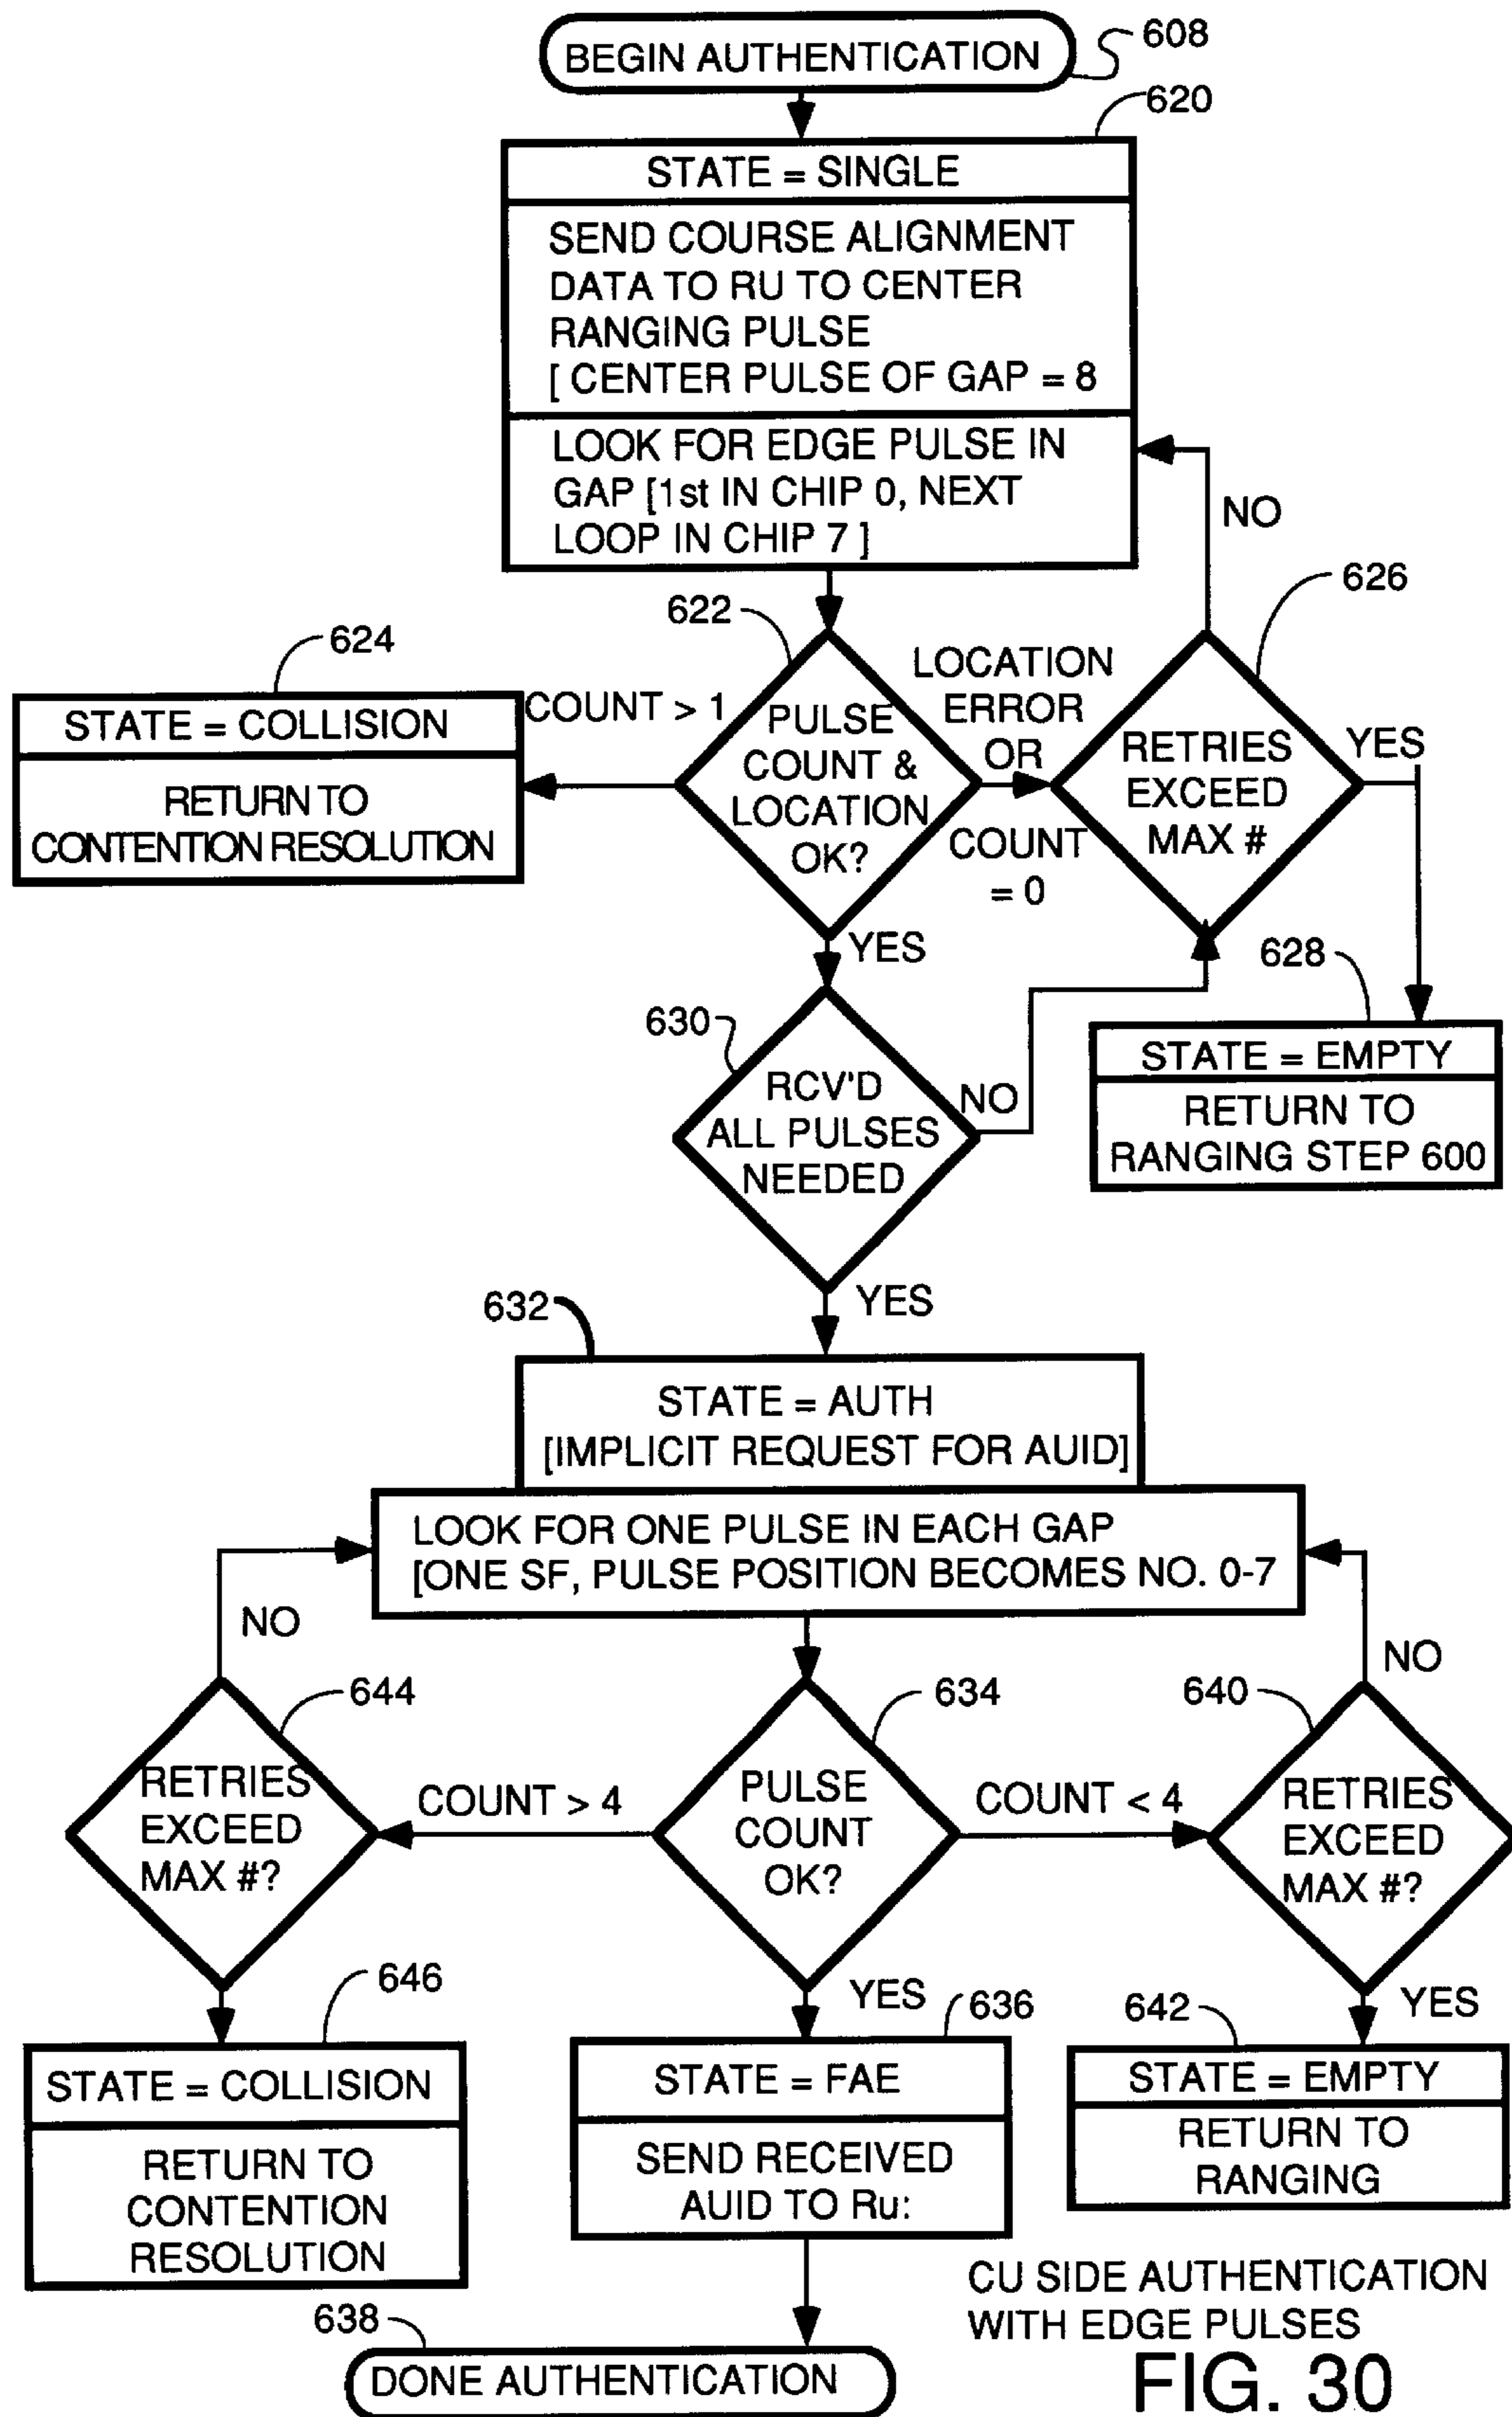 BEGIN AUTHENTICATION
608
620
STATE = SINGLE
SEND COURSE ALIGNMENT
DATA TO RU TO CENTER
RANGING PULSE
[ CENTER PULSE OF GAP = 8
LOOK FOR EDGE PULSE IN
GAP [1st IN CHIP 0, NEXT
LOOP IN CHIP 7 ]
NO
622
626
624
STATE = COLLISION
RETURN TO
CONTENTION RESOLUTION
COUNT > 1
PULSE
COUNT &
LOCATION
OK?
LOCATION
ERROR
OR
COUNT
= 0
RETRIES
EXCEED
MAX #
YES
YES
628
STATE = EMPTY
RETURN TO
RANGING STEP 600
630
RCV'D
ALL PULSES
NEEDED
NO
YES
632
STATE = AUTH
[IMPLICIT REQUEST FOR AUID]
LOOK FOR ONE PULSE IN EACH GAP
[ONE SF, PULSE POSITION BECOMES NO. 0-7
NO
NO
644
634
640
RETRIES
EXCEED
MAX #?
COUNT > 4
PULSE
COUNT
OK?
COUNT < 4
RETRIES
EXCEED
MAX #?
646
YES
636
642
YES
STATE = COLLISION
RETURN TO
CONTENTION
RESOLUTION
STATE = FAE
SEND RECEIVED
AUID TO Ru:
STATE = EMPTY
RETURN TO
RANGING
638
DONE AUTHENTICATION
CU SIDE AUTHENTICATION
WITH EDGE PULSES
FIG. 30